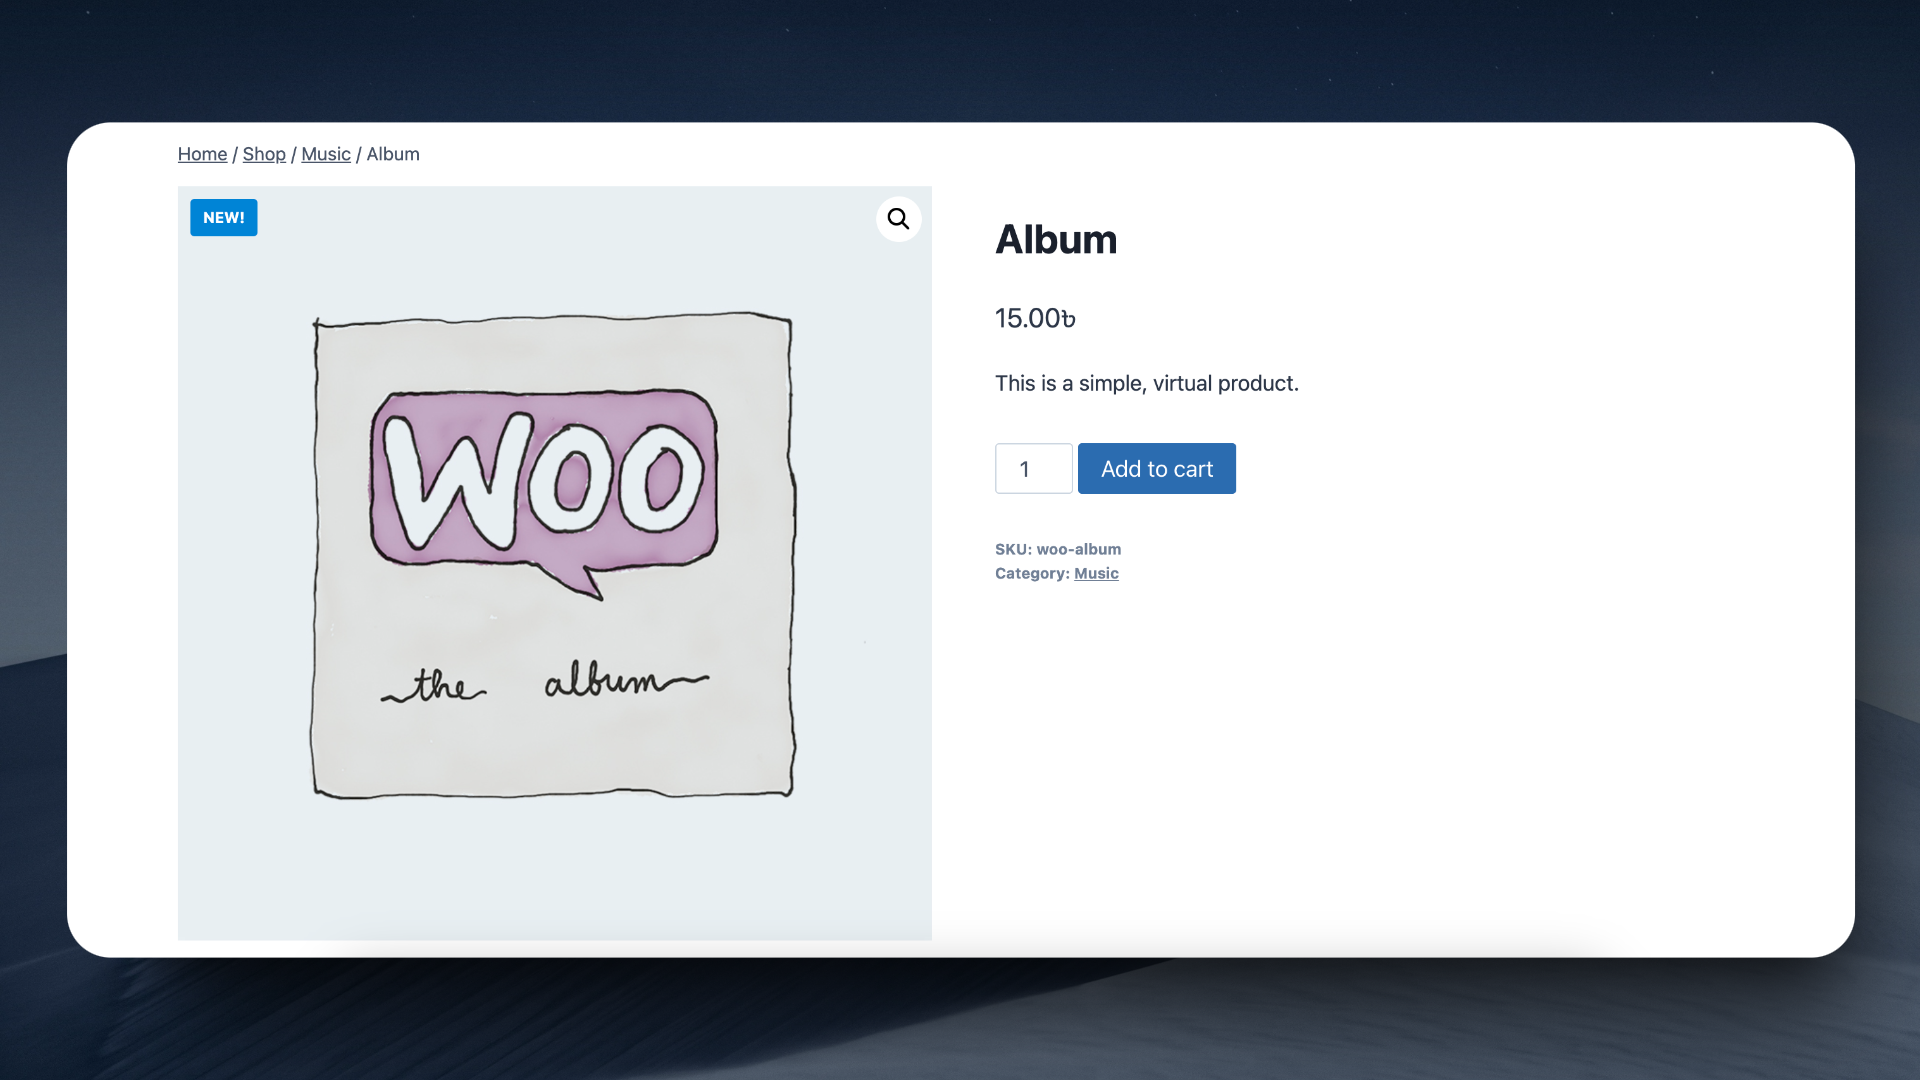 Home / Shop / Music / Album
NEW!
WOO
the album
Album
15.00৳
This is a simple, virtual product.
1
Add to cart
SKU: woo-album
Category: Music